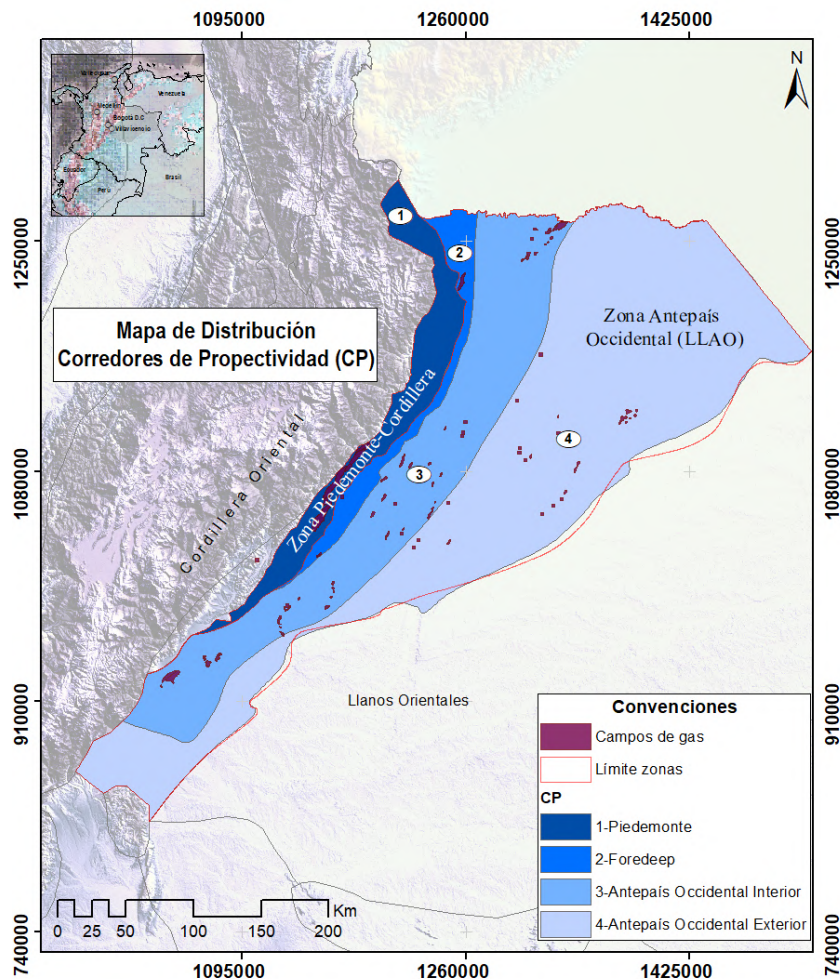 1095000
1260000
1425000
N
Venezuela
Medellin
Bogotá D.C
Villavicencio
Ecuador
Peru
Brasil
1250000
1250000
1
2
Mapa de Distribución
Corredores de Propectividad (CP)
Zona Antepaís
Occidental (LLAO)
Zona Piedemonte-Cordillera
Cordillera Oriental
3
4
1080000
1080000
Llanos Orientales
910000
910000
Convenciones
Campos de gas
Límite zonas
CP
1-Piedemonte
2-Foredeep
3-Antepaís Occidental Interior
4-Antepaís Occidental Exterior
Km
0 25 50 100 150 200
740000
740000
1095000
1260000
1425000